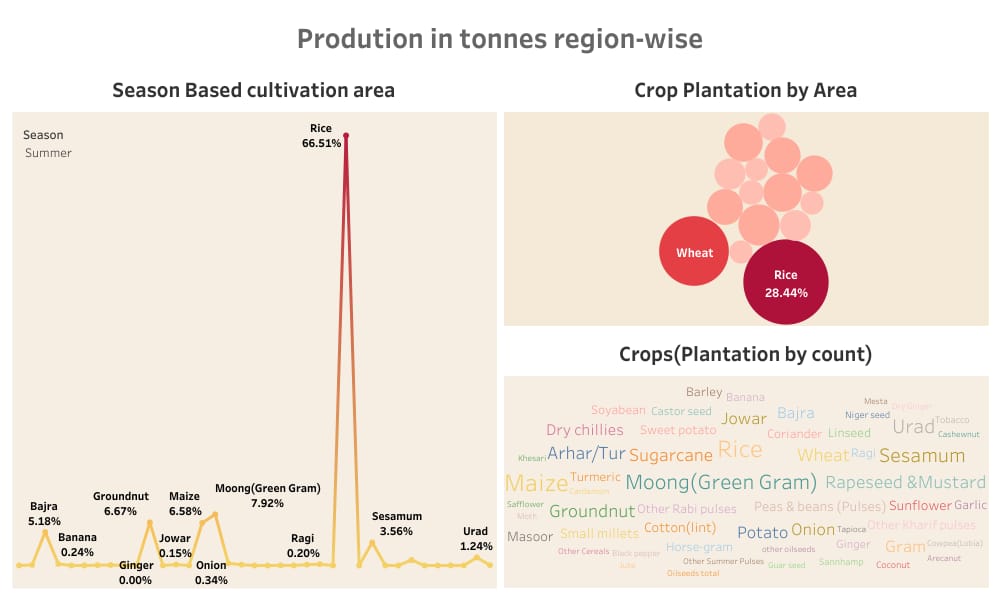 Prodution in tonnes region-wise
Season Based cultivation area
Season
Summer
Rice
66.51%
Bajra
5.18%
Banana
0.24%
Groundnut
6.67%
Ginger
0.00%
Jowar
0.15%
Maize
6.58%
Onion
0.34%
Moong(Green Gram)
7.92%
Ragi
0.20%
Sesamum
3.56%
Urad
1.24%
Crop Plantation by Area
Wheat
Rice
28.44%
Crops(Plantation by count)
Barley
Banana
Soyabean
Castor seed
Jowar
Bajra
Mesta
Dry Ginger
Niger seed
Urad
Tobacco
Cashewnut
Dry chillies
Sweet potato
Coriander
Linseed
Khesari
Arhar/Tur
Sugarcane
Rice
Wheat
Ragi
Sesamum
Maize
Turmeric
Cardamom
Moong(Green Gram)
Rapeseed &Mustard
Safflower
Moth
Groundnut
Other Rabi pulses
Peas & beans (Pulses)
Sunflower
Garlic
Masoor
Small millets
Cotton(lint)
Potato
Onion
Tapioca
Other Kharif pulses
Other Cereals
Black pepper
Horse-gram
other oilseeds
Ginger
Gram
Cowpea(Lobia)
Jute
Other Summer Pulses
Guar seed
Sannhamp
Coconut
Arecanut
Oilseeds total